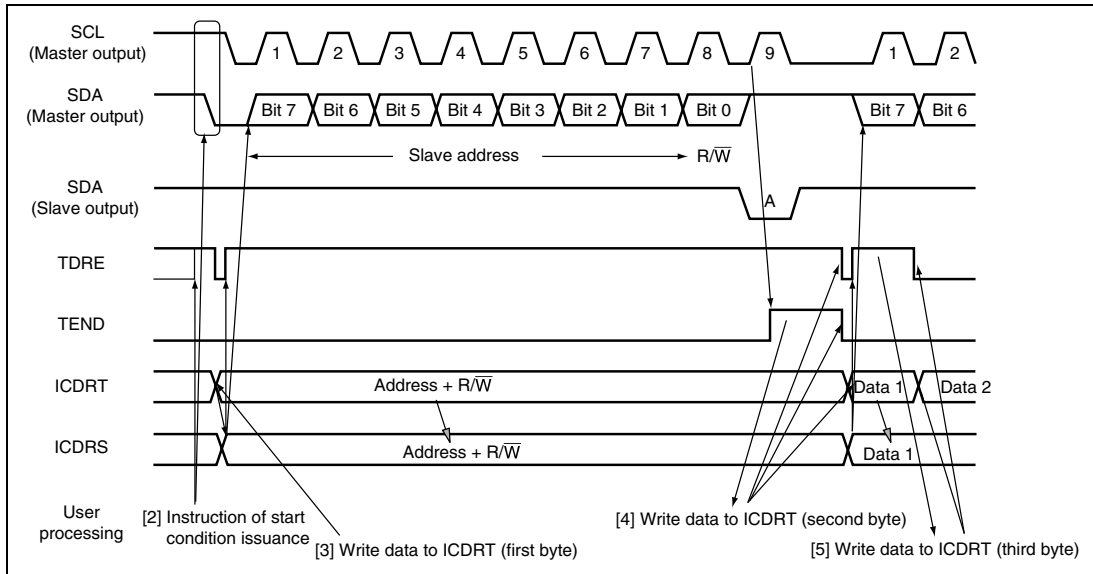 SCL
(Master output)
1 2 3 4 5 6 7 8 9 1 2
SDA
(Master output)
Bit 7 Bit 6 Bit 5 Bit 4 Bit 3 Bit 2 Bit 1 Bit 0 Bit 7 Bit 6
Slave address R/W̅
SDA
(Slave output)
A
TDRE
TEND
ICDRT
Address + R/W̅ Data 1 Data 2
ICDRS
Address + R/W̅ Data 1
User
processing
[2] Instruction of start
condition issuance
[3] Write data to ICDRT (first byte)
[4] Write data to ICDRT (second byte)
[5] Write data to ICDRT (third byte)